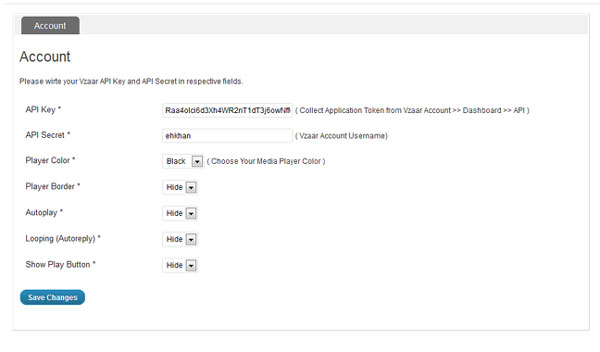 Account
Account
Please wirte your Vzaar API Key and API Secret in respective fields.
API Key * ( Collect Application Token from Vzaar Account >> Dashboard >> API )
API Secret * ehkhan ( Vzaar Account Username)
Player Color * Black ( Choose Your Media Player Color )
Player Border * Hide
Autoplay * Hide
Looping (Autoreply) * Hide
Show Play Button * Hide
Save Changes